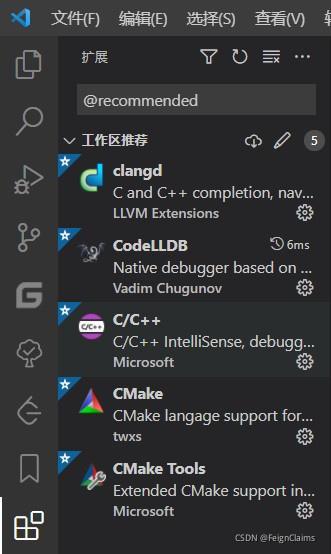 文件(F) 编辑(E) 选择(S) 查看(V)
扩展
@recommended
工作区推荐 5
clangd
C and C++ completion, nav...
LLVM Extensions
CodeLLDB 6ms
Native debugger based on ...
Vadim Chugunov
C/C++
C/C++
C/C++ IntelliSense, debugg...
Microsoft
CMake
CMake langage support for...
twxs
CMake Tools
Extended CMake support in...
Microsoft
CSDN @FeignClaims